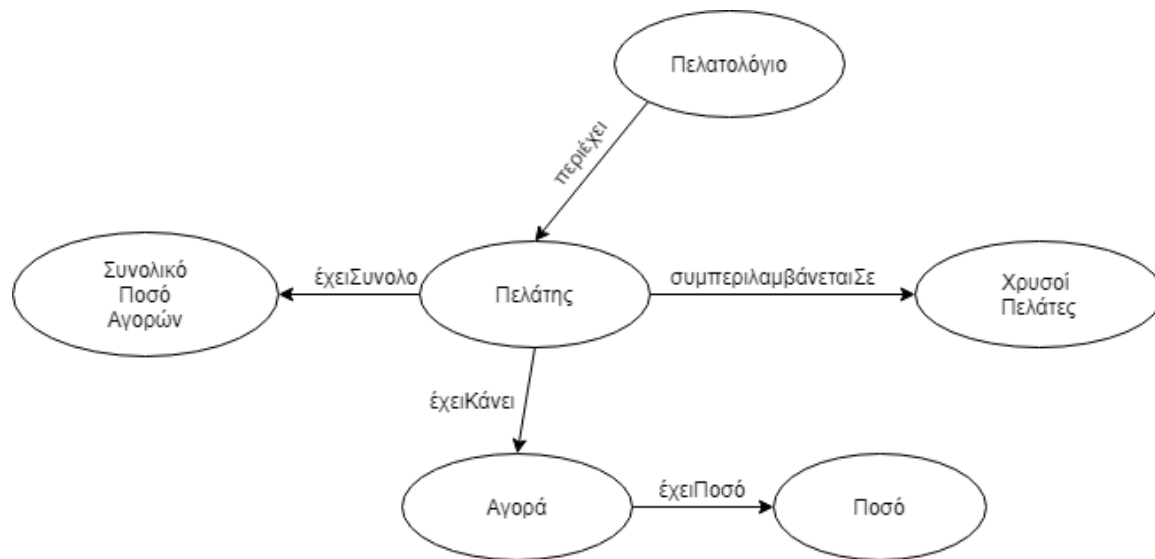 Πελατολόγιο
περιέχει
Συνολικό
Ποσό
Αγορών
έχειΣυνολο
Πελάτης
συμπεριλαμβάνεταιΣε
Χρυσοί
Πελάτες
έχειΚάνει
Αγορά
έχειΠοσό
Ποσό